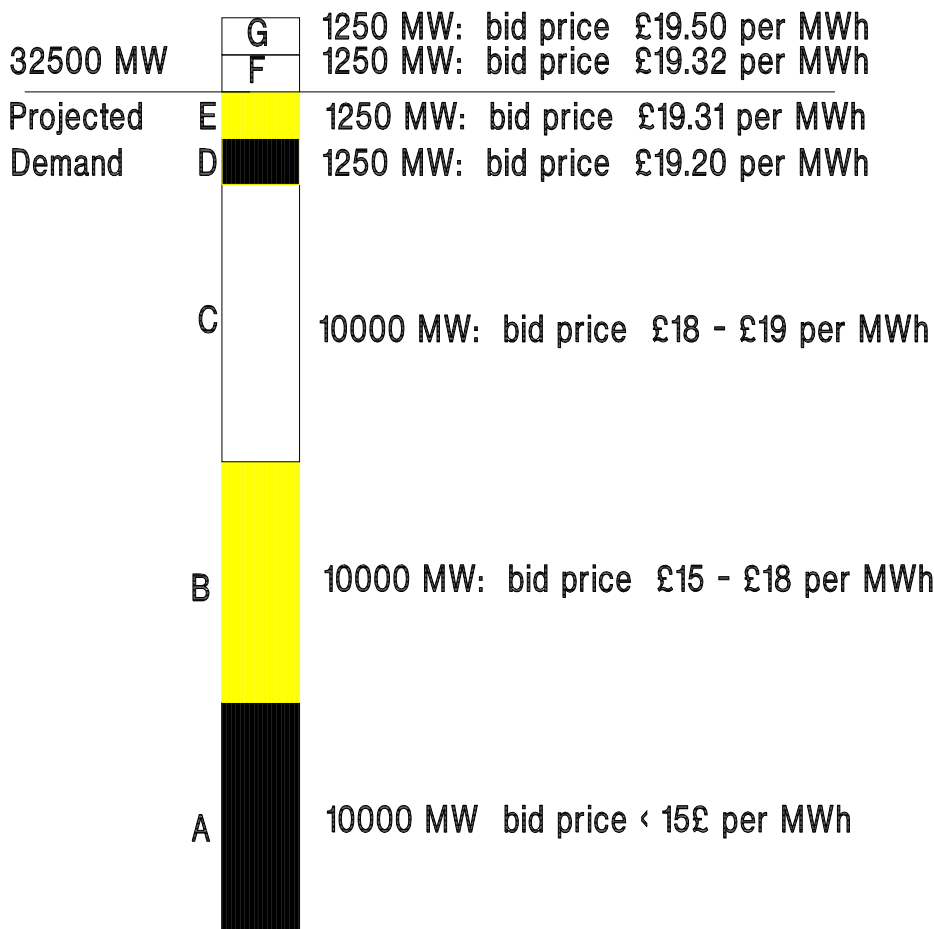 G 1250 MW: bid price £19.50 per MWh
32500 MW F 1250 MW: bid price £19.32 per MWh
Projected E 1250 MW: bid price £19.31 per MWh
Demand D 1250 MW: bid price £19.20 per MWh
C 10000 MW: bid price £18 - £19 per MWh
B 10000 MW: bid price £15 - £18 per MWh
A 10000 MW bid price < 15£ per MWh